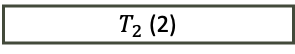 T₂ (2)